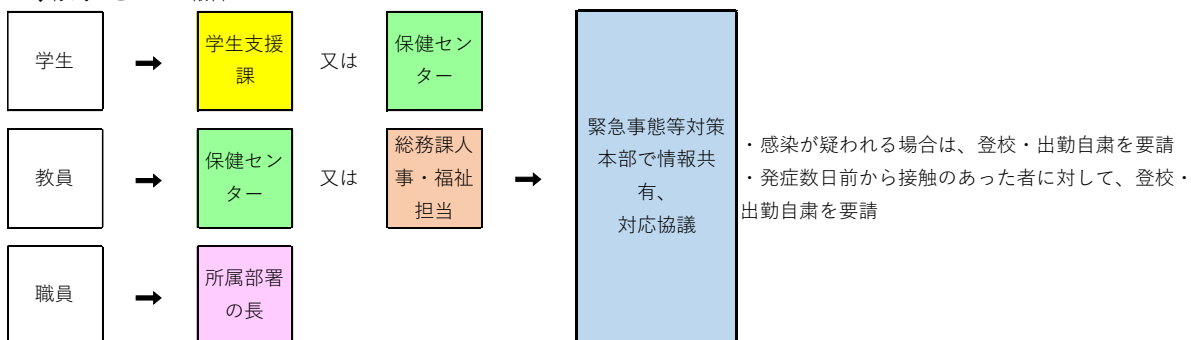 学生
学生支援
課
又は
保健セン
ター
教員
保健セン
ター
又は
総務課人
事・福祉
担当
職員
所属部署
の長
緊急事態等対策
本部で情報共
有、
対応協議
・感染が疑われる場合は、登校・出勤自粛を要請
・発症数日前から接触のあった者に対して、登校・
出勤自粛を要請